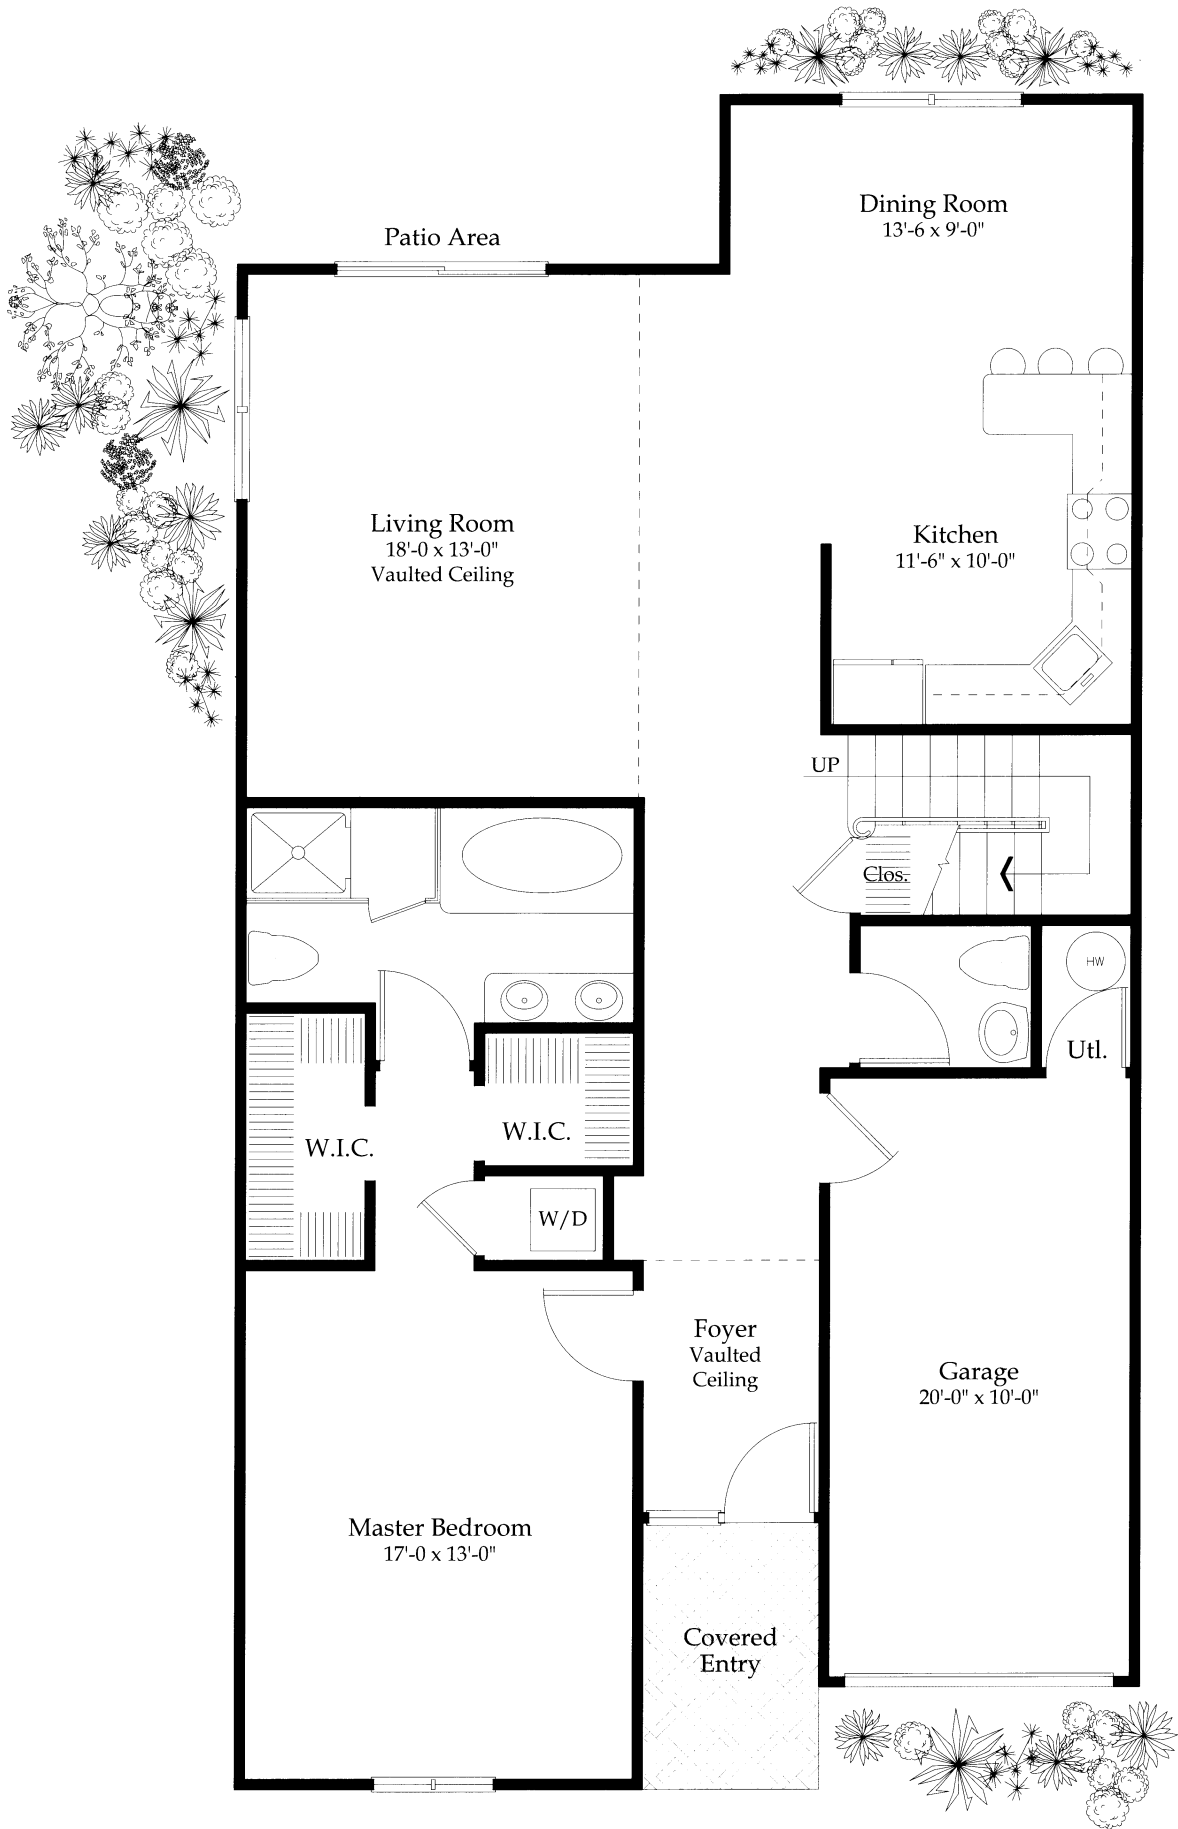 Dining Room
13'-6 x 9'-0"
Patio Area
Living Room
18'-0 x 13'-0"
Vaulted Ceiling
Kitchen
11'-6" x 10'-0"
UP
Clos.
HW
Utl.
W.I.C.
W.I.C.
W/D
Foyer
Vaulted
Ceiling
Garage
20'-0" x 10'-0"
Master Bedroom
17'-0 x 13'-0"
Covered
Entry